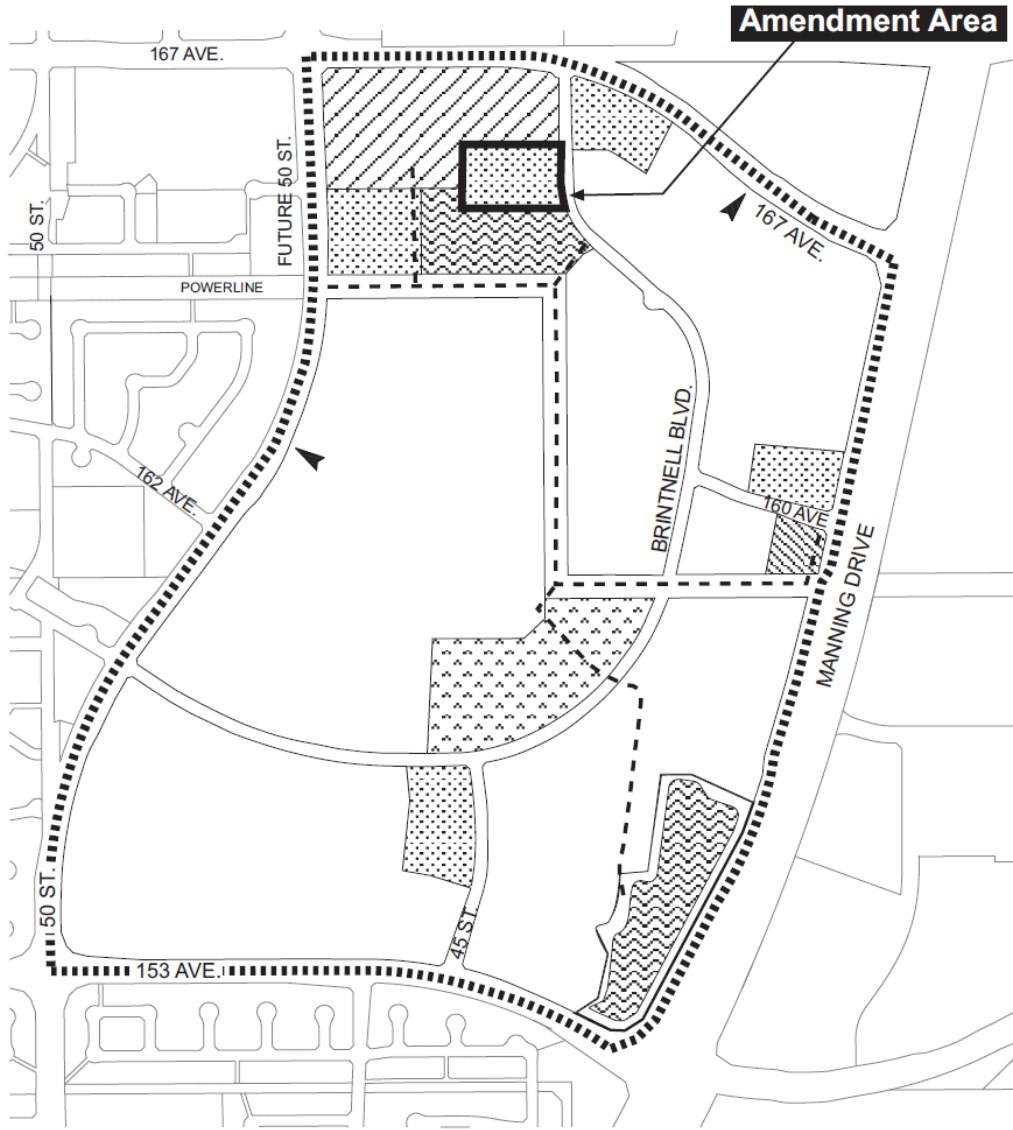 Amendment Area
167 AVE.
FUTURE 50 ST.
50 ST.
167 AVE.
POWERLINE
BRINTNELL BLVD.
162 AVE.
160 AVE
MANNING DRIVE
50 ST.
45 ST.
153 AVE.